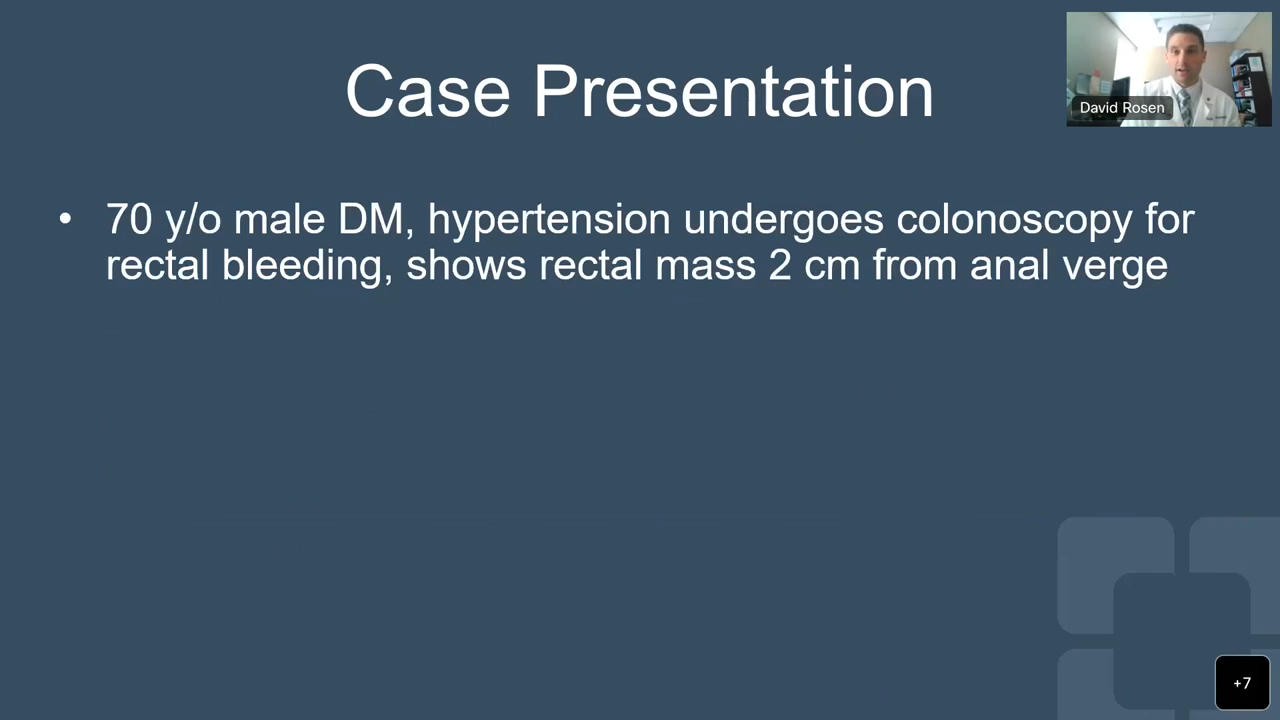 Case Presentation
David Rosen
• 70 y/o male DM, hypertension undergoes colonoscopy for
rectal bleeding, shows rectal mass 2 cm from anal verge
+7